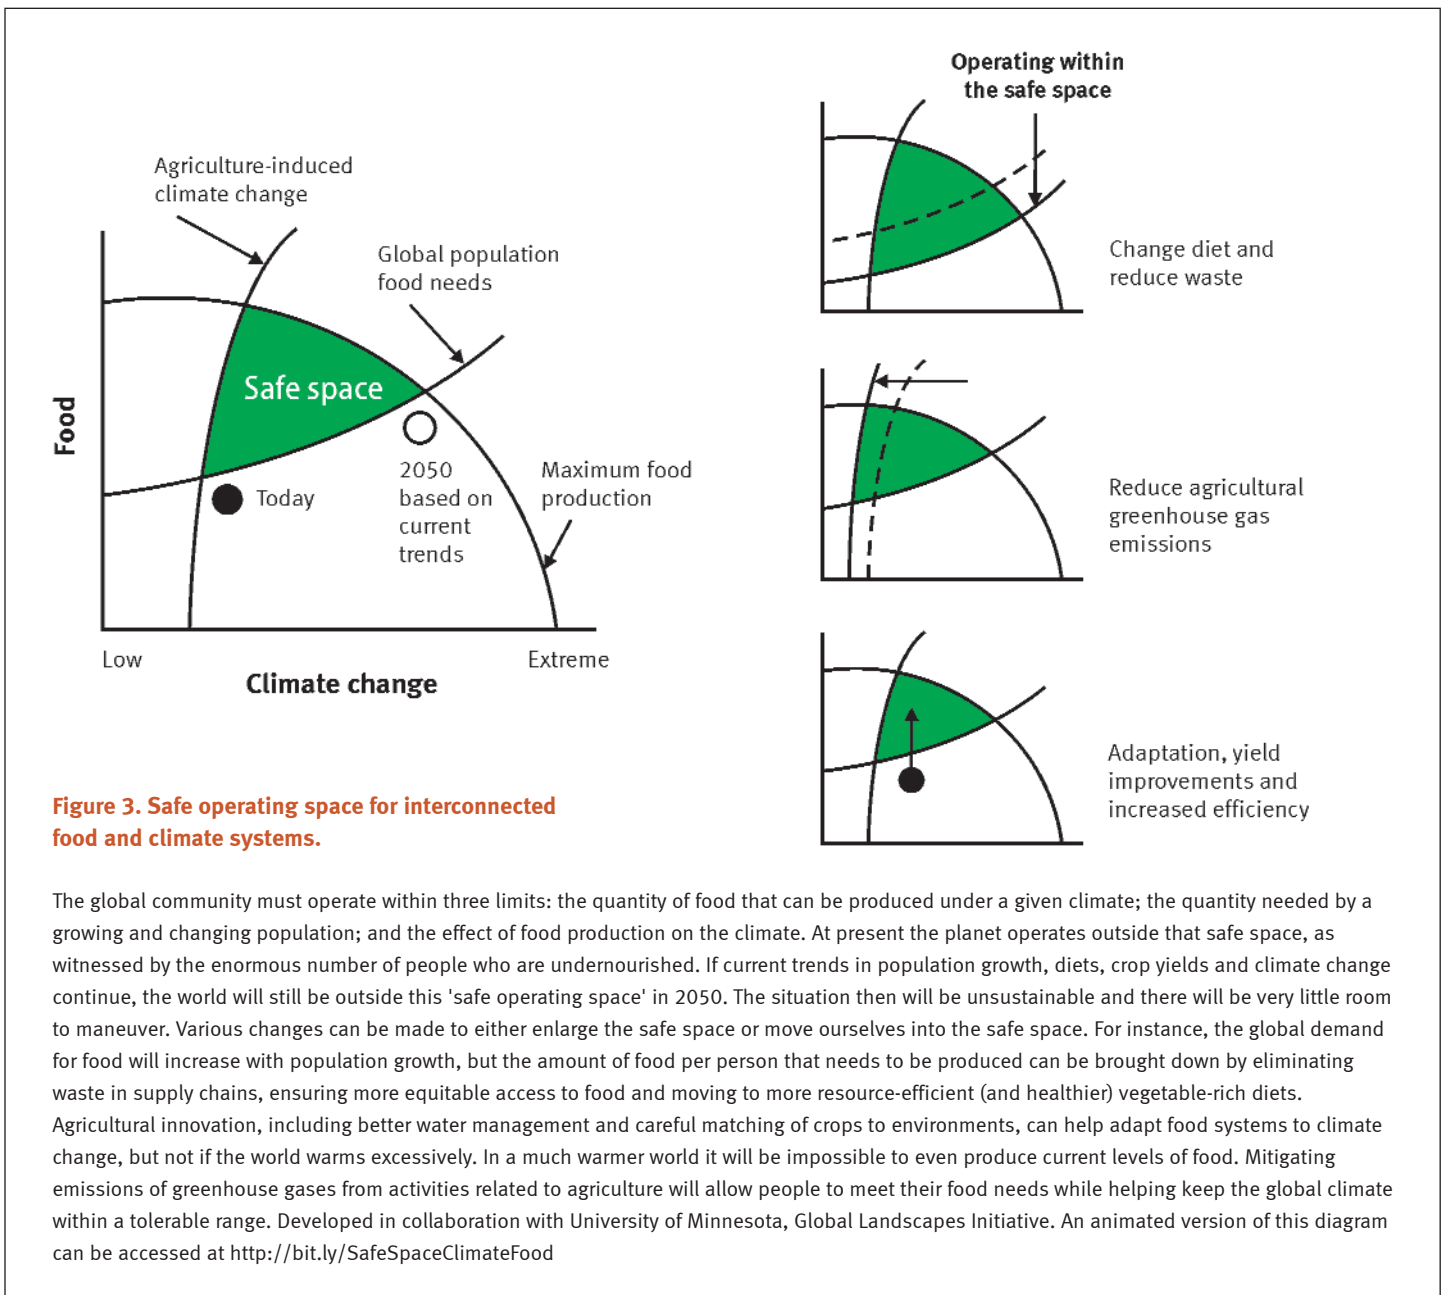 Operating within
the safe space
Agriculture-induced
climate change
Global population
food needs
Safe space
Food
2050
based on
current
trends
Today
Maximum food
production
Low
Extreme
Climate change
Change diet and
reduce waste
Reduce agricultural
greenhouse gas
emissions
Adaptation, yield
improvements and
increased efficiency
Figure 3. Safe operating space for interconnected
food and climate systems.
The global community must operate within three limits: the quantity of food that can be produced under a given climate; the quantity needed by a
growing and changing population; and the effect of food production on the climate. At present the planet operates outside that safe space, as
witnessed by the enormous number of people who are undernourished. If current trends in population growth, diets, crop yields and climate change
continue, the world will still be outside this 'safe operating space' in 2050. The situation then will be unsustainable and there will be very little room
to maneuver. Various changes can be made to either enlarge the safe space or move ourselves into the safe space. For instance, the global demand
for food will increase with population growth, but the amount of food per person that needs to be produced can be brought down by eliminating
waste in supply chains, ensuring more equitable access to food and moving to more resource-efficient (and healthier) vegetable-rich diets.
Agricultural innovation, including better water management and careful matching of crops to environments, can help adapt food systems to climate
change, but not if the world warms excessively. In a much warmer world it will be impossible to even produce current levels of food. Mitigating
emissions of greenhouse gases from activities related to agriculture will allow people to meet their food needs while helping keep the global climate
within a tolerable range. Developed in collaboration with University of Minnesota, Global Landscapes Initiative. An animated version of this diagram
can be accessed at http://bit.ly/SafeSpaceClimateFood